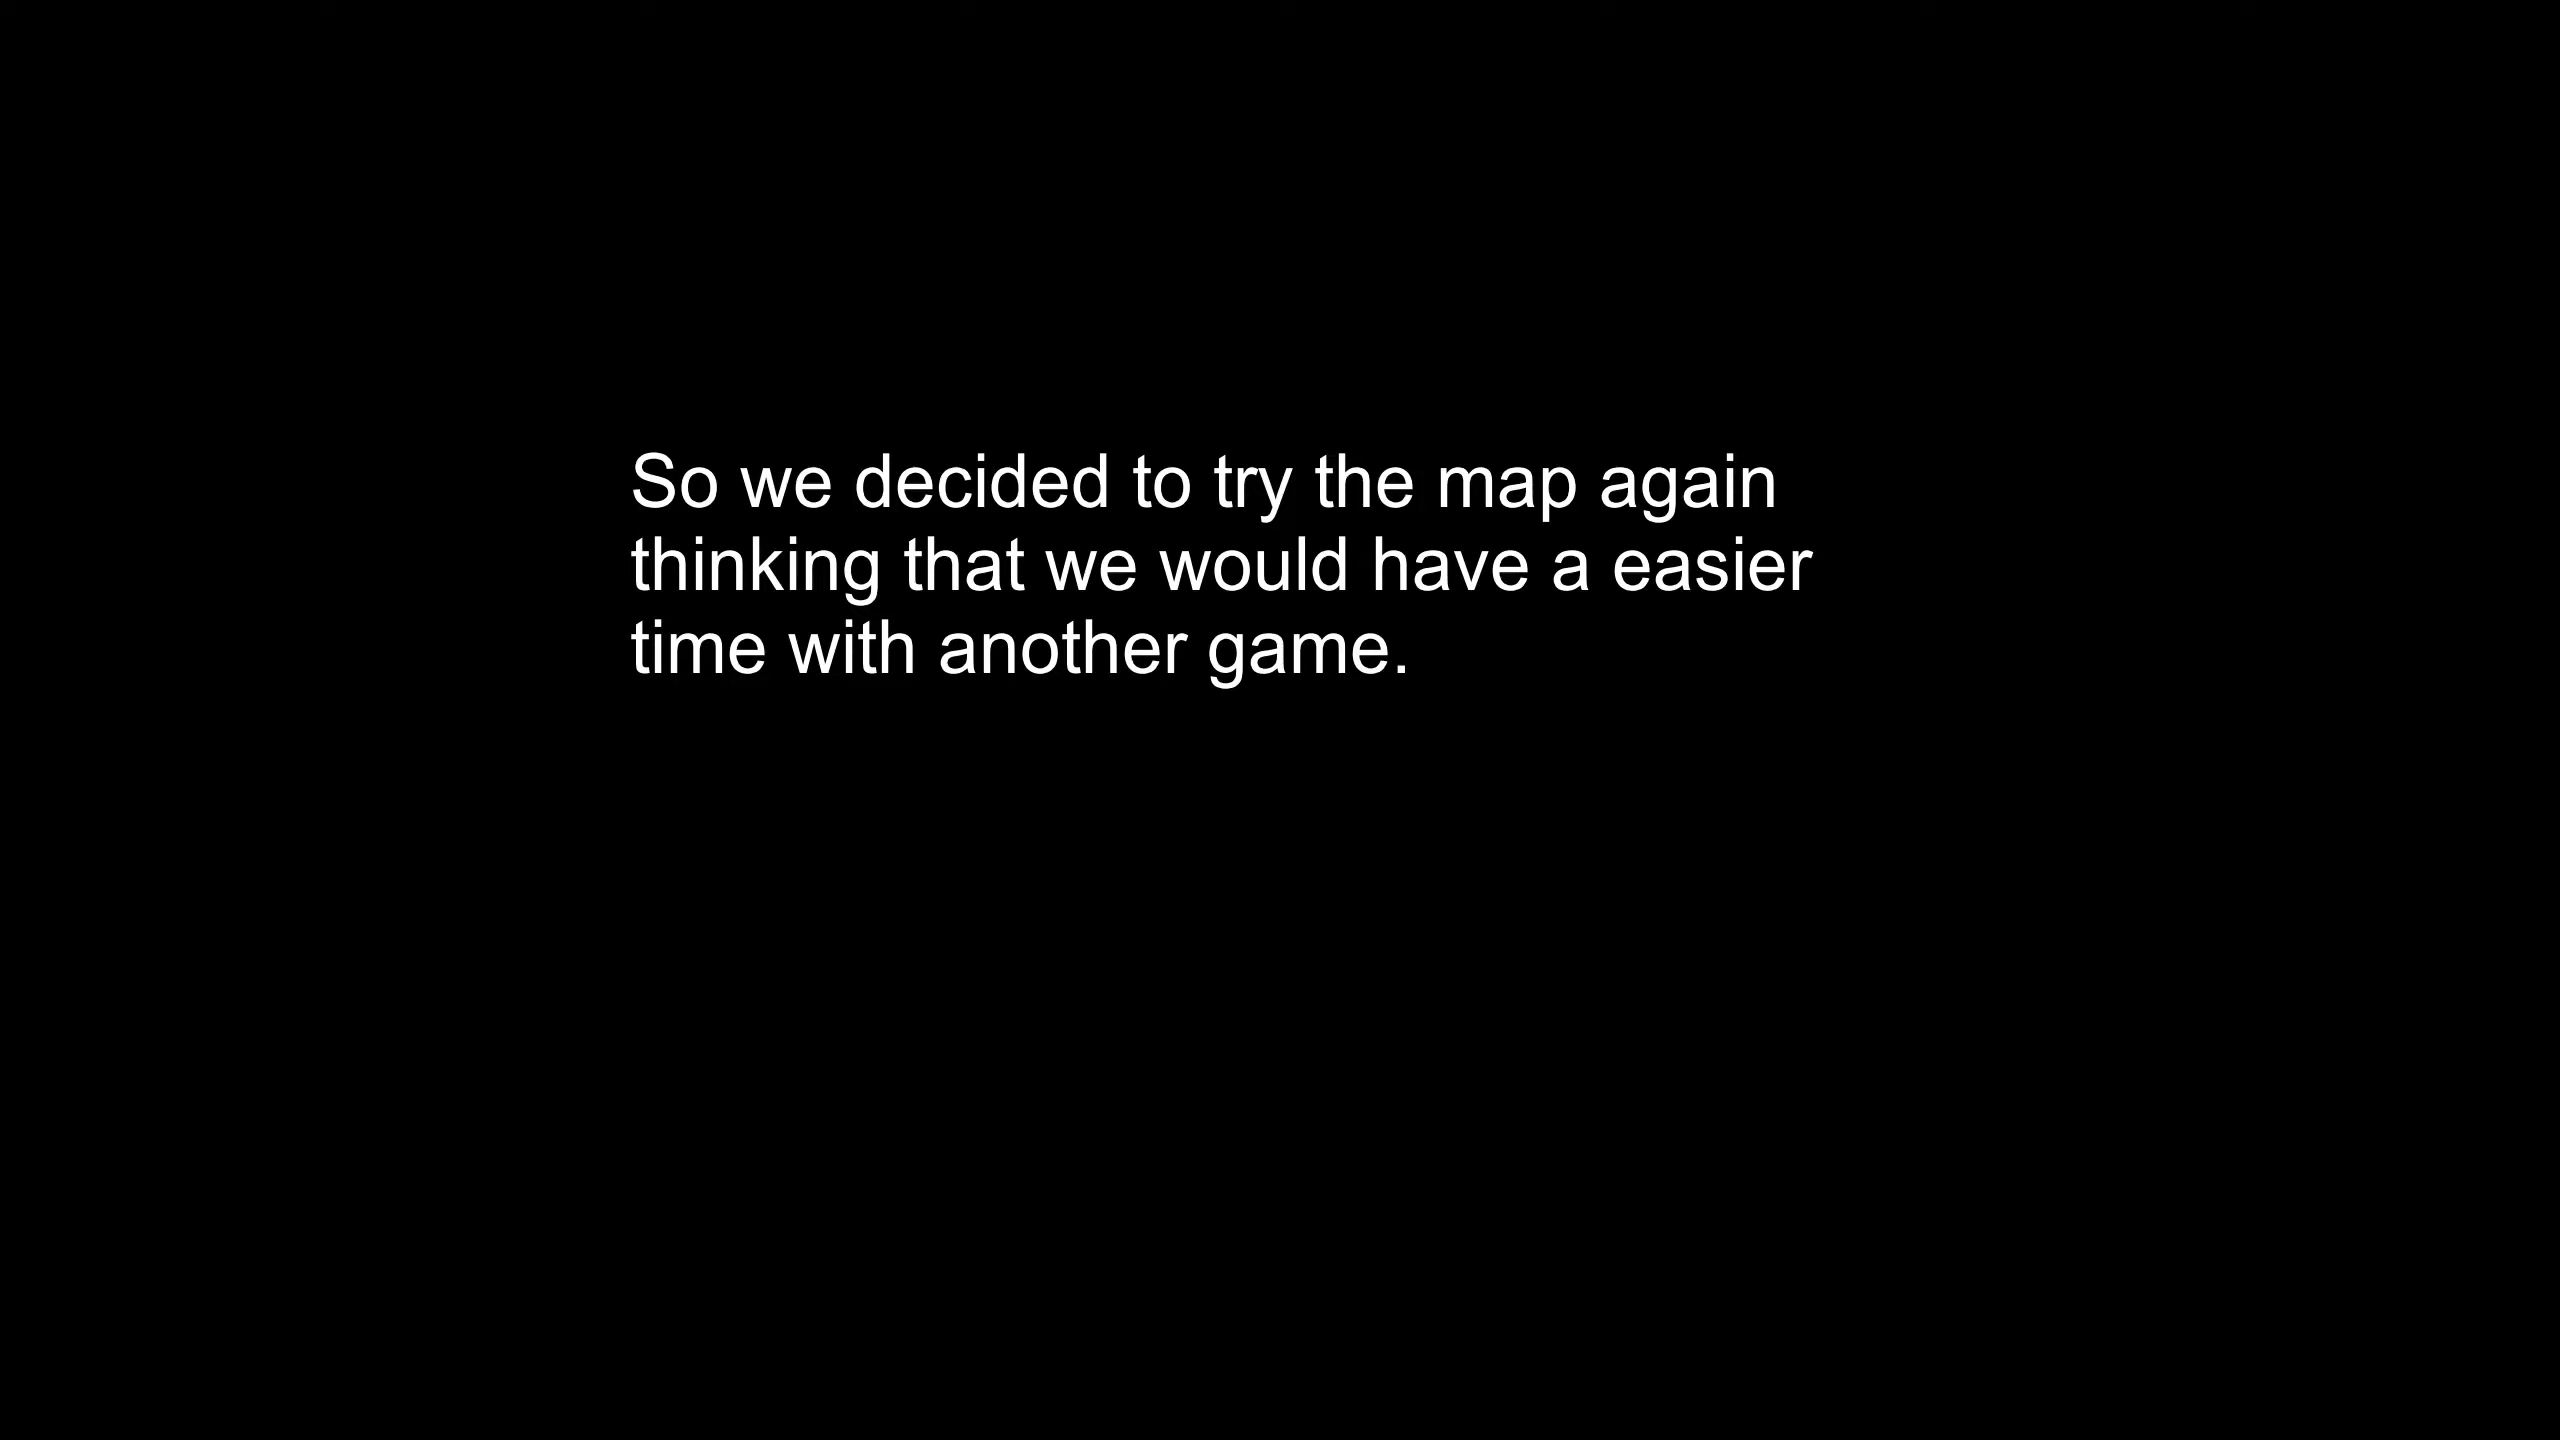 So we decided to try the map again
thinking that we would have a easier
time with another game.